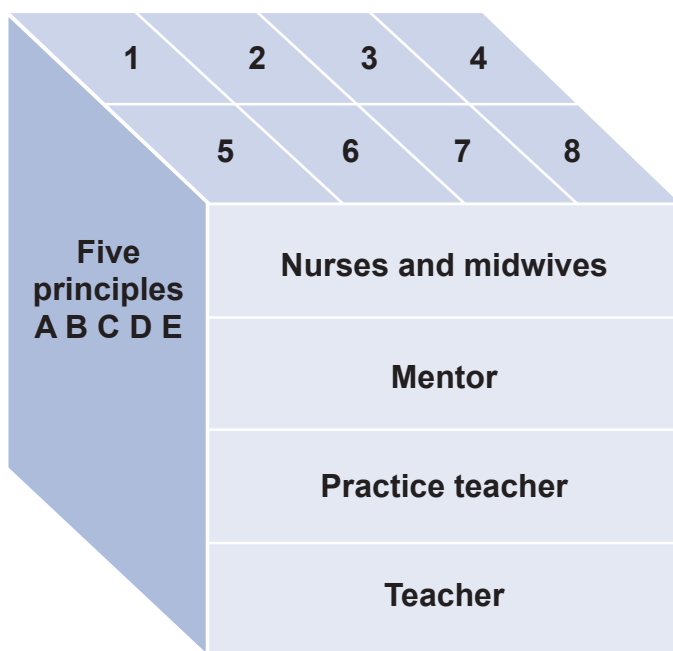 1 2 3 4
5 6 7 8
Five
principles
A B C D E
Nurses and midwives
Mentor
Practice teacher
Teacher